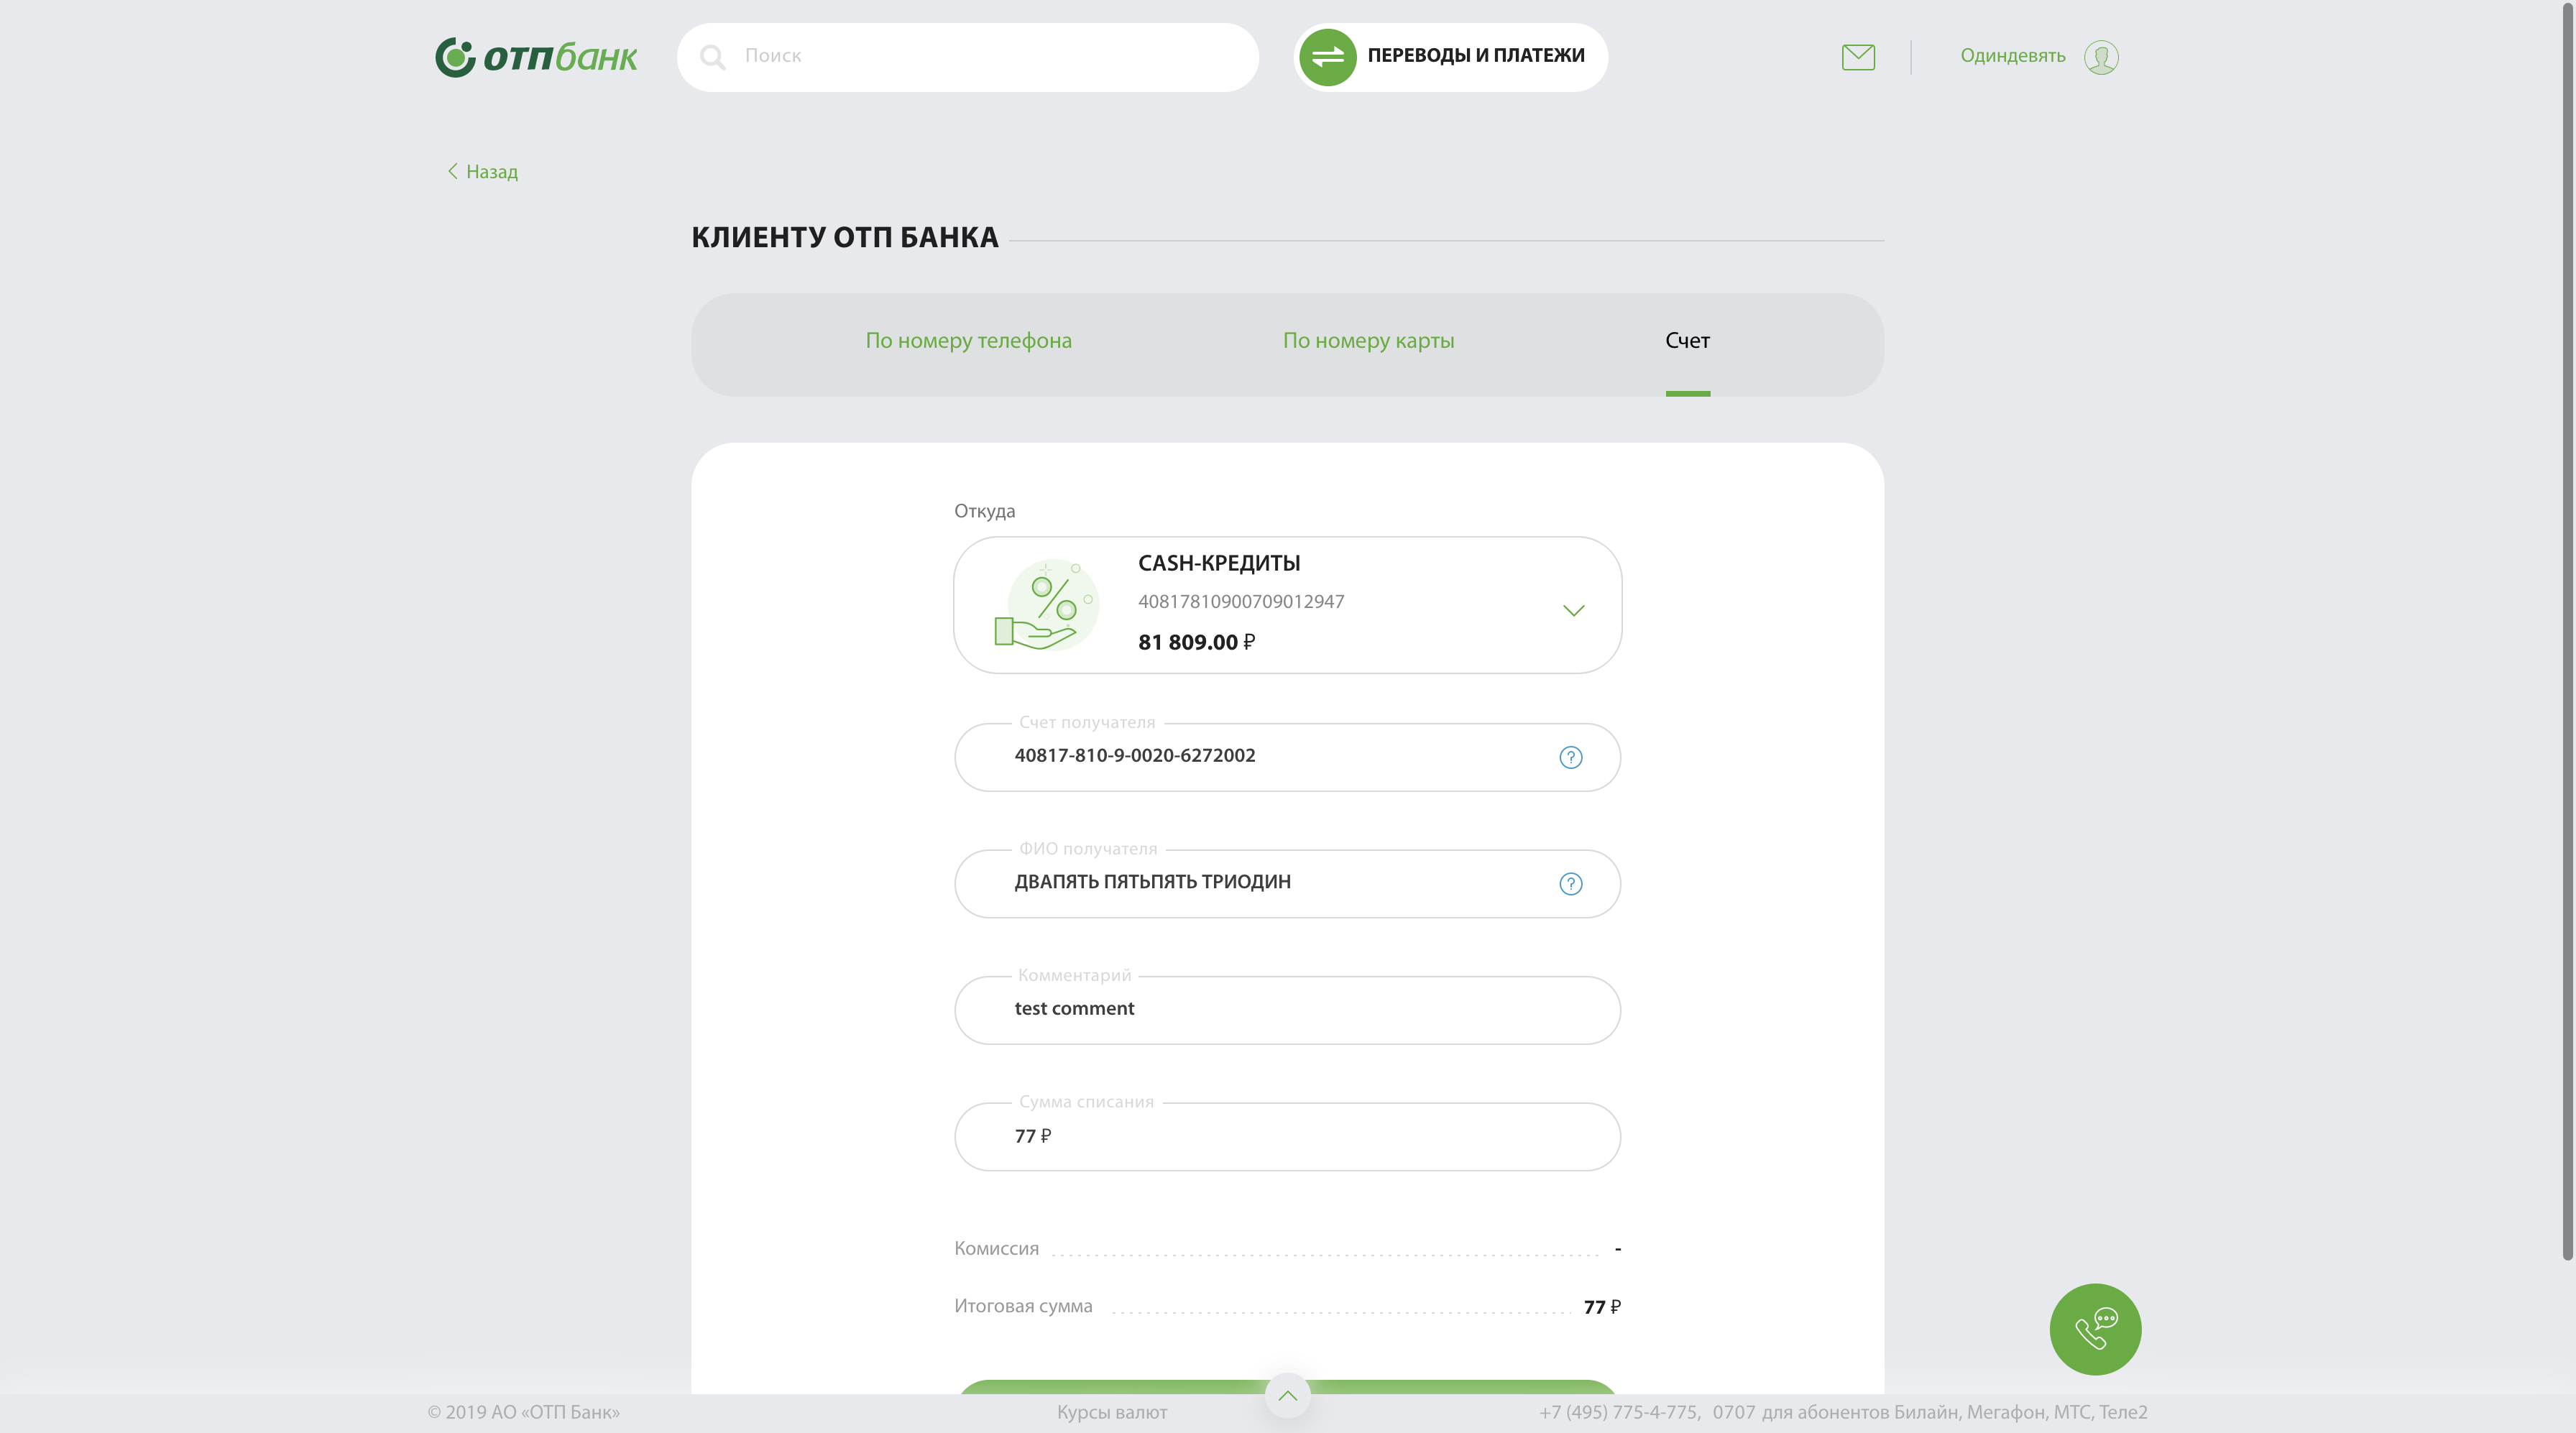 отпбанк
Поиск
ПЕРЕВОДЫ И ПЛАТЕЖИ
Одиндевять
Назад
КЛИЕНТУ ОТП БАНКА
По номеру телефона
По номеру карты
Счет
Откуда
CASH-КРЕДИТЫ
40817810900709012947
81 809.00 ₽
Счет получателя
40817-810-9-0020-6272002
?
ФИО получателя
ДВАПЯТЬ ПЯТЬПЯТЬ ТРИОДИН
?
Комментарий
test comment
Сумма списания
77 ₽
Комиссия -
Итоговая сумма 77 ₽
© 2019 АО «ОТП Банк»
Курсы валют
+7 (495) 775-4-775, 0707 для абонентов Билайн, Мегафон, МТС, Теле2